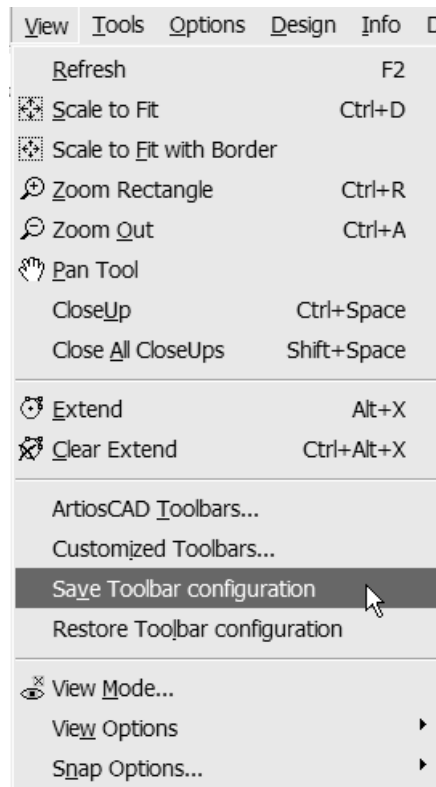 View Tools Options Design Info
Refresh F2
Scale to Fit Ctrl+D
Scale to Fit with Border
Zoom Rectangle Ctrl+R
Zoom Out Ctrl+A
Pan Tool
CloseUp Ctrl+Space
Close All CloseUps Shift+Space
Extend Alt+X
Clear Extend Ctrl+Alt+X
ArtiosCAD Toolbars...
Customized Toolbars...
Save Toolbar configuration
Restore Toolbar configuration
View Mode...
View Options
Snap Options...